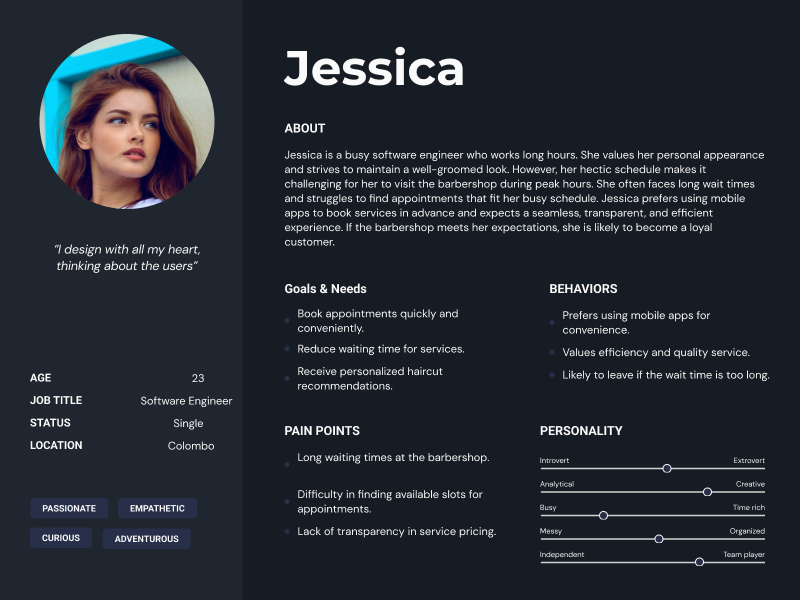 Jessica
ABOUT
Jessica is a busy software engineer who works long hours. She values her personal appearance
and strives to maintain a well-groomed look. However, her hectic schedule makes it
challenging for her to visit the barbershop during peak hours. She often faces long wait times
and struggles to find appointments that fit her busy schedule. Jessica prefers using mobile
apps to book services in advance and expects a seamless, transparent, and efficient
experience. If the barbershop meets her expectations, she is likely to become a loyal
customer.
“I design with all my heart,
thinking about the users”
AGE 23
JOB TITLE Software Engineer
STATUS Single
LOCATION Colombo
PASSIONATE EMPATHETIC
CURIOUS ADVENTUROUS
Goals & Needs
Book appointments quickly and
conveniently.
Reduce waiting time for services.
Receive personalized haircut
recommendations.
BEHAVIORS
Prefers using mobile apps for
convenience.
Values efficiency and quality service.
Likely to leave if the wait time is too long.
PAIN POINTS
Long waiting times at the barbershop.
Difficulty in finding available slots for
appointments.
Lack of transparency in service pricing.
PERSONALITY
Introvert Extrovert
Analytical Creative
Busy Time rich
Messy Organized
Independent Team player